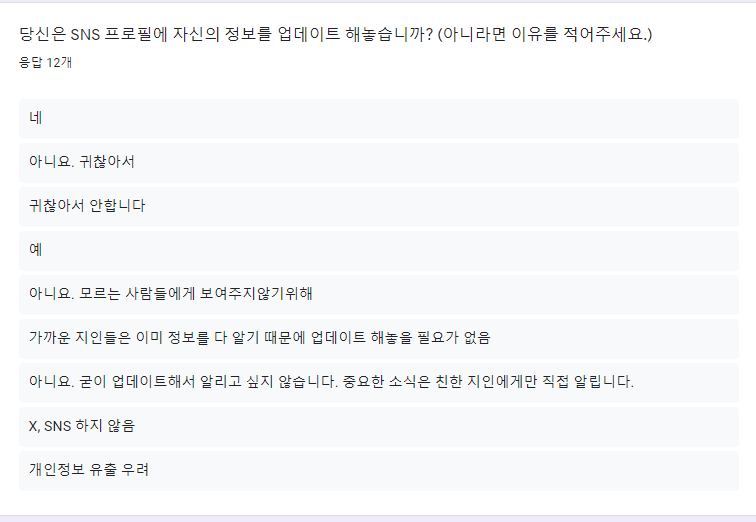 당신은 SNS 프로필에 자신의 정보를 업데이트 해놓습니까? (아니라면 이유를 적어주세요.)
응답 12개
네
아니요. 귀찮아서
귀찮아서 안합니다
예
아니요. 모르는 사람들에게 보여주지않기위해
가까운 지인들은 이미 정보를 다 알기 때문에 업데이트 해놓을 필요가 없음
아니요. 굳이 업데이트해서 알리고 싶지 않습니다. 중요한 소식은 친한 지인에게만 직접 알립니다.
X, SNS 하지 않음
개인정보 유출 우려